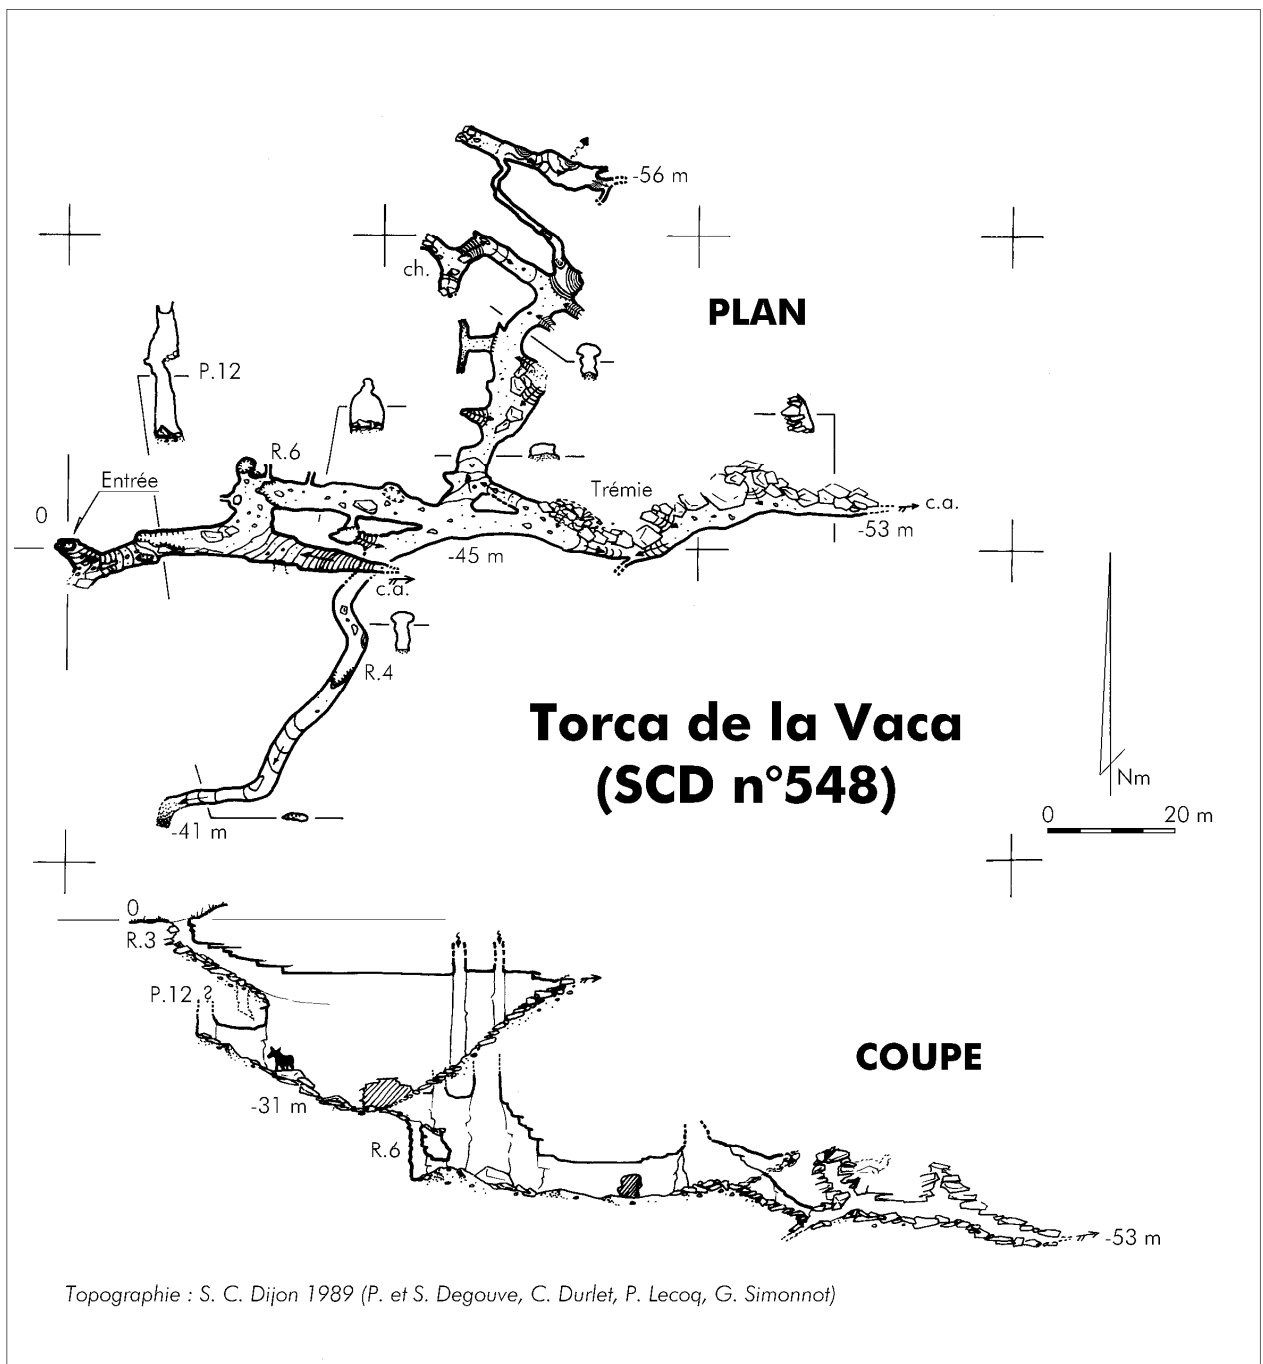 -56 m
ch.
PLAN
P.12
R.6
Entrée
Trémie
0
c.a.
-53 m
-45 m
c.a.
R.4
Torca de la Vaca
(SCD n°548)
Nm
0 20 m
-41 m
0
R.3
P.12 ?
COUPE
-31 m
R.6
-53 m
Topographie : S. C. Dijon 1989 (P. et S. Degouve, C. Durlet, P. Lecoq, G. Simonnot)